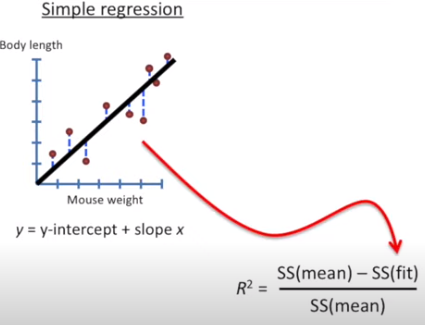 Simple regression
Body length
Mouse weight
y = y-intercept + slope x
R² = SS(mean) – SS(fit)
SS(mean)